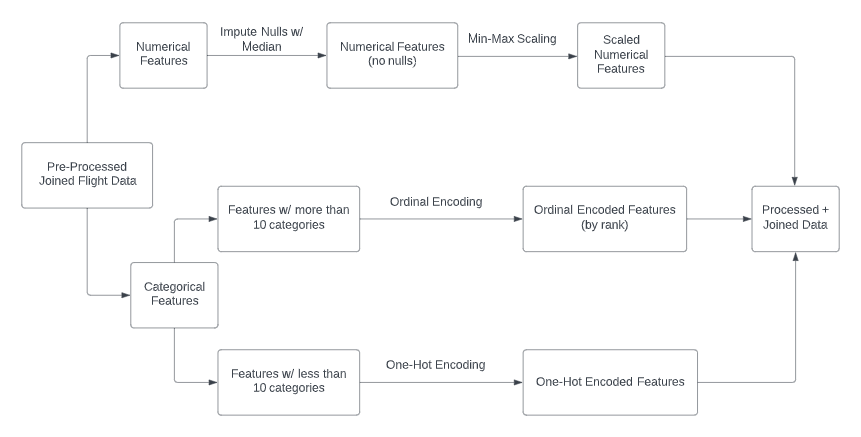 Numerical
Features
Impute Nulls w/
Median
Numerical Features
(no nulls)
Min-Max Scaling
Scaled
Numerical
Features
Pre-Processed
Joined Flight Data
Features w/ more than
10 categories
Ordinal Encoding
Ordinal Encoded Features
(by rank)
Processed +
Joined Data
Categorical
Features
Features w/ less than
10 categories
One-Hot Encoding
One-Hot Encoded Features